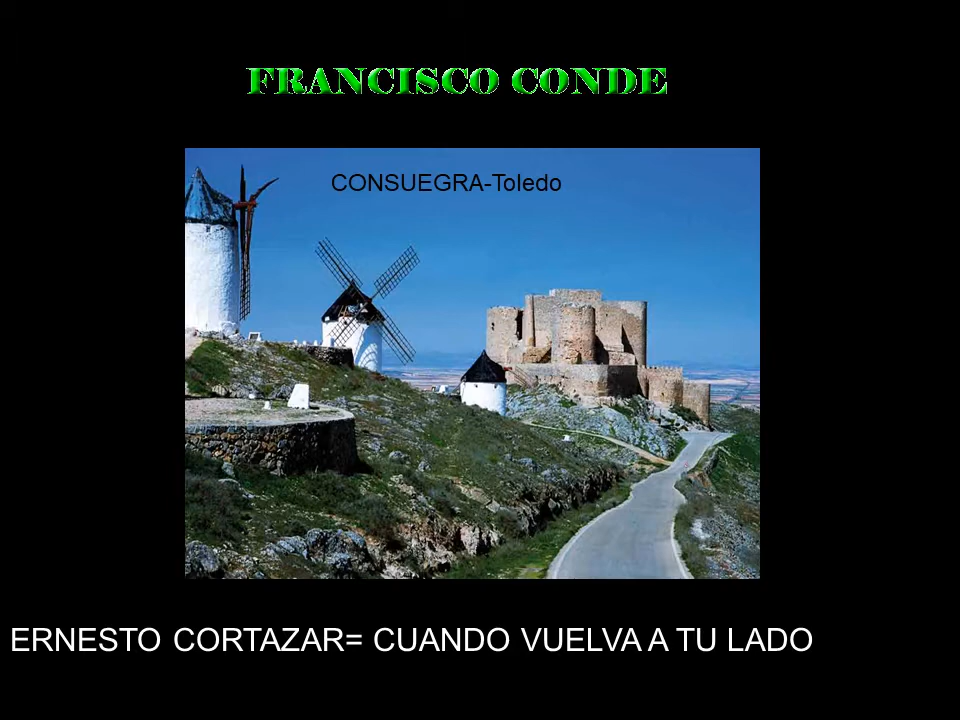 FRANCISCO CONDE
CONSUEGRA-Toledo
ERNESTO CORTAZAR= CUANDO VUELVA A TU LADO